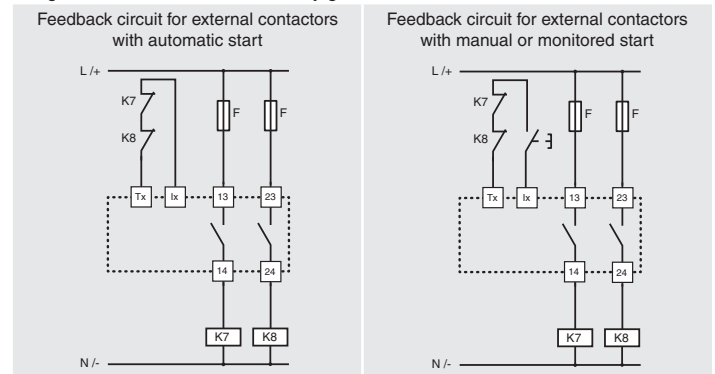 Feedback circuit for external contactors
with automatic start
L /+
K7
K8
F
F
Tx
Ix
13
23
14
24
K7
K8
N /-
Feedback circuit for external contactors
with manual or monitored start
L /+
K7
K8
F
F
Tx
Ix
13
23
14
24
K7
K8
N /-